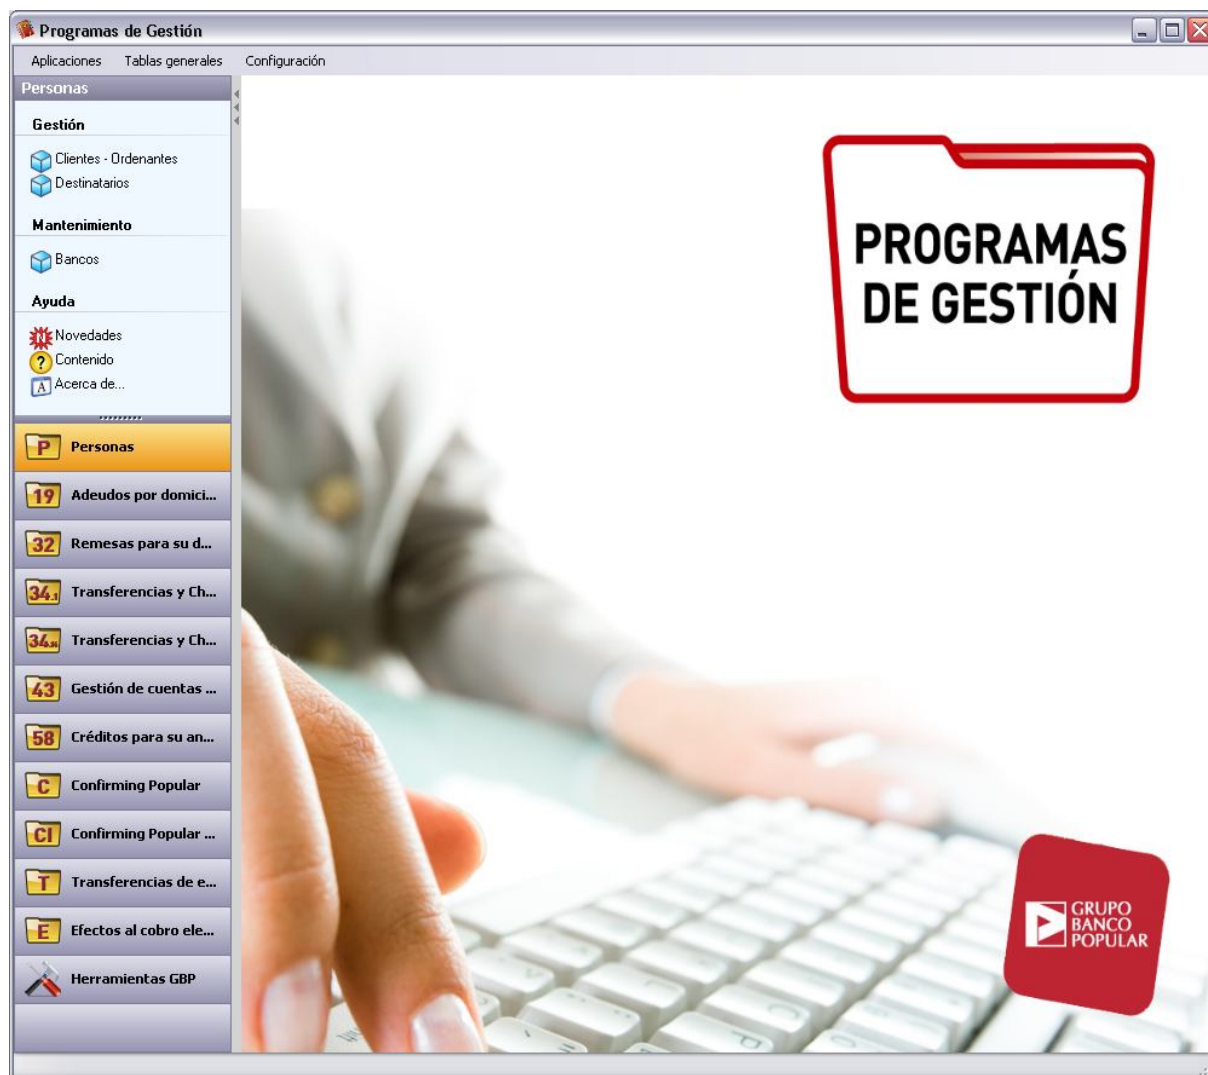 Programas de Gestión
Aplicaciones Tablas generales Configuración
Personas
Gestión
Clientes - Ordenantes
Destinatarios
Mantenimiento
Bancos
Ayuda
N Novedades
? Contenido
A Acerca de...
P Personas
19 Adeudos por domici...
32 Remesas para su d...
34.1 Transferencias y Ch...
34 Transferencias y Ch...
43 Gestión de cuentas ...
58 Créditos para su an...
C Confirming Popular
CI Confirming Popular ...
T Transferencias de e...
E Efectos al cobro ele...
Herramientas GBP
PROGRAMAS
DE GESTIÓN
GRUPO
BANCO
POPULAR